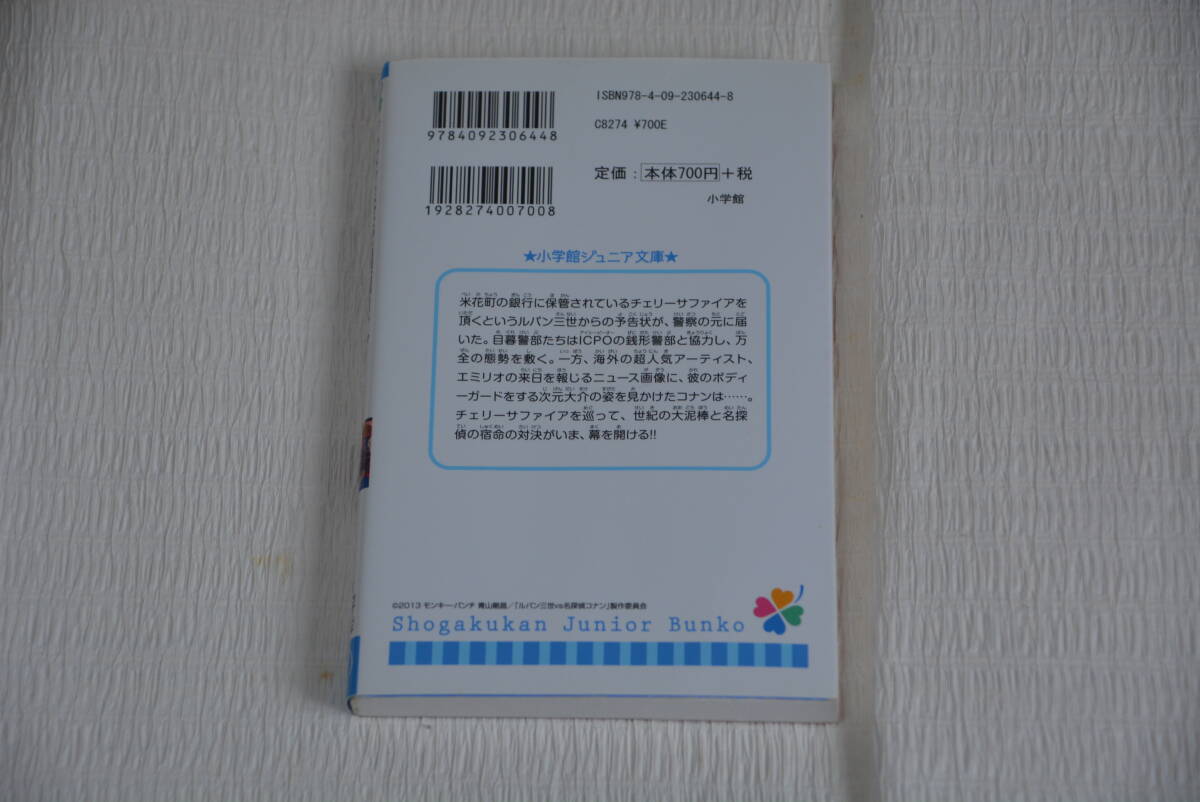 ISBN978-4-09-230644-8
9784092306448
C8274 ¥700E
定価：本体700円＋税
1928274007008
小学館
★小学館ジュニア文庫★
米花町の銀行に保管されているチェリーサファイアを
頂くというルパン三世からの予告状が、警察の元に届
いた。目暮警部たちはICPOの銭形警部と協力し、万
全の態勢を敷く。一方、海外の超人気アーティスト、
エミリオの来日を報じるニュース画像に、彼のボディ
ーガードをする次元大介の姿を見かけたコナンは……。
チェリーサファイアを巡って、世紀の大泥棒と名探
偵の宿命の対決がいま、幕を開ける!!
©2013 モンキー・パンチ 青山剛昌／「ルパン三世vs名探偵コナン」製作委員会
Shogakukan Junior Bunko